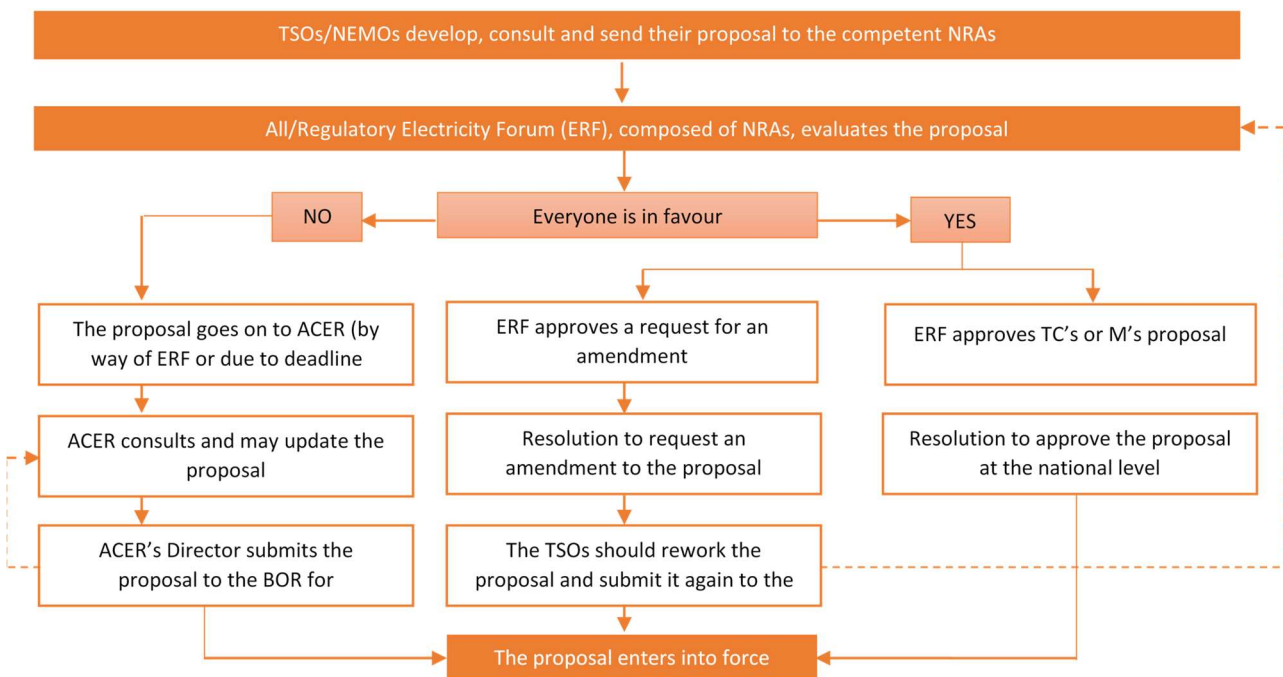 TSOs/NEMOs develop, consult and send their proposal to the competent NRAs
All/Regulatory Electricity Forum (ERF), composed of NRAs, evaluates the proposal
NO
Everyone is in favour
YES
The proposal goes on to ACER (by
way of ERF or due to deadline
ERF approves a request for an
amendment
ERF approves TC’s or M’s proposal
ACER consults and may update the
proposal
Resolution to request an
amendment to the proposal
Resolution to approve the proposal
at the national level
ACER’s Director submits the
proposal to the BOR for
The TSOs should rework the
proposal and submit it again to the
The proposal enters into force